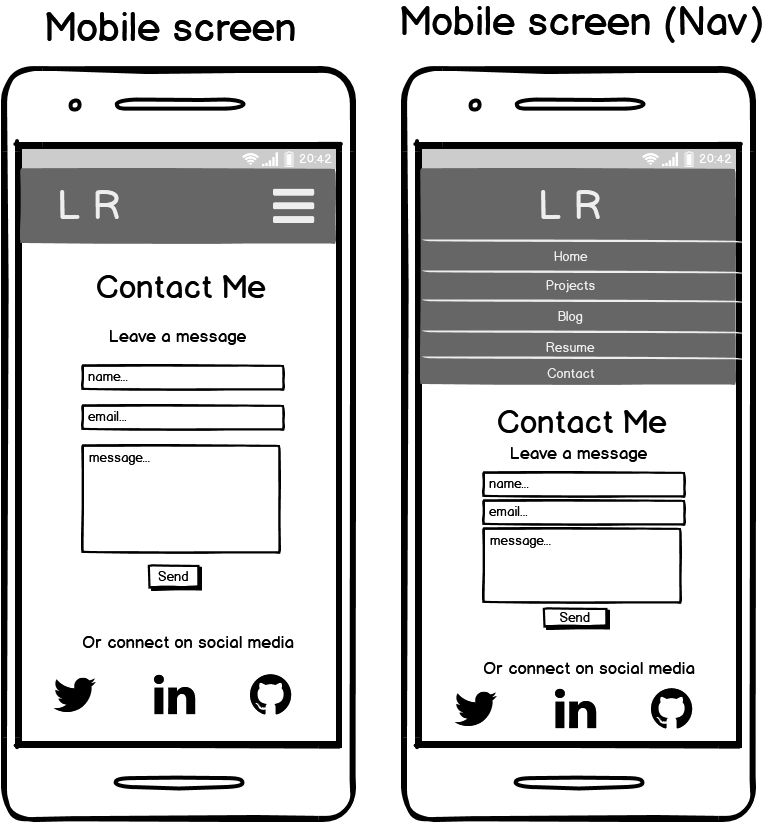 Mobile screen
20:42
L R
Contact Me
Leave a message
name...
email...
message...
Send
Or connect on social media
in
Mobile screen (Nav)
20:42
L R
Home
Projects
Blog
Resume
Contact
Contact Me
Leave a message
name...
email...
message...
Send
Or connect on social media
in